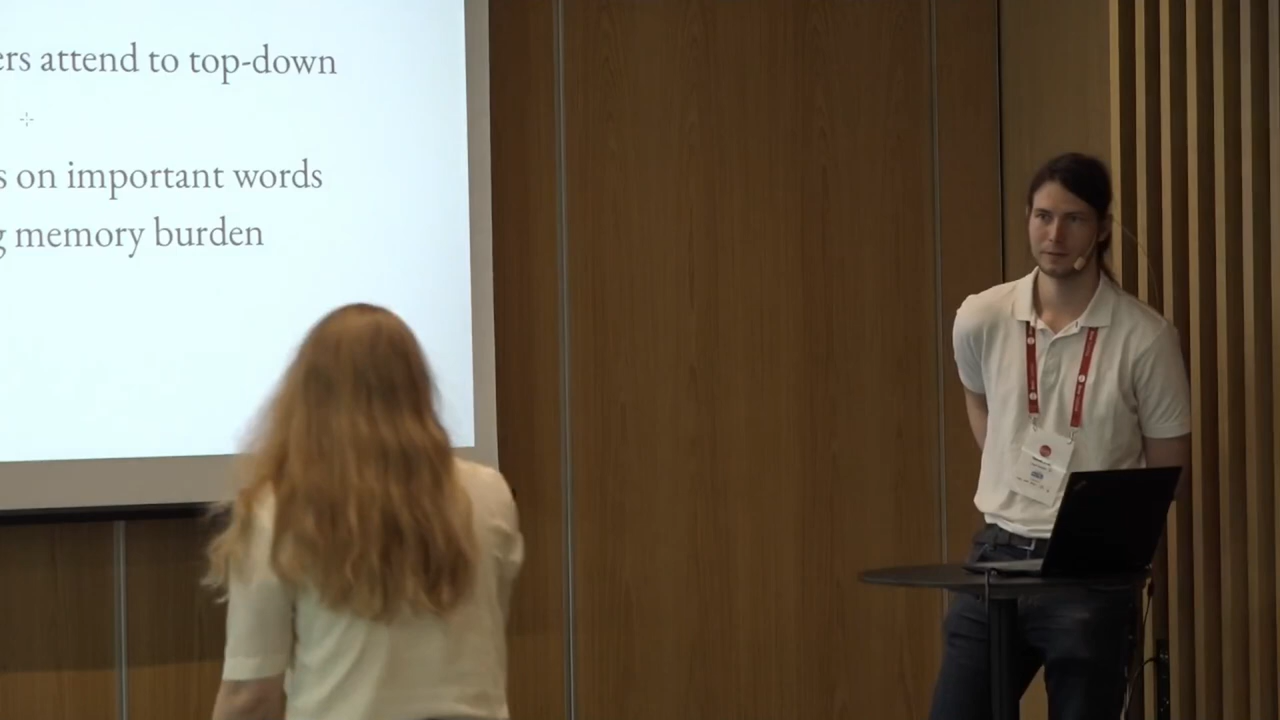 ers attend to top-down
s on important words
g memory burden